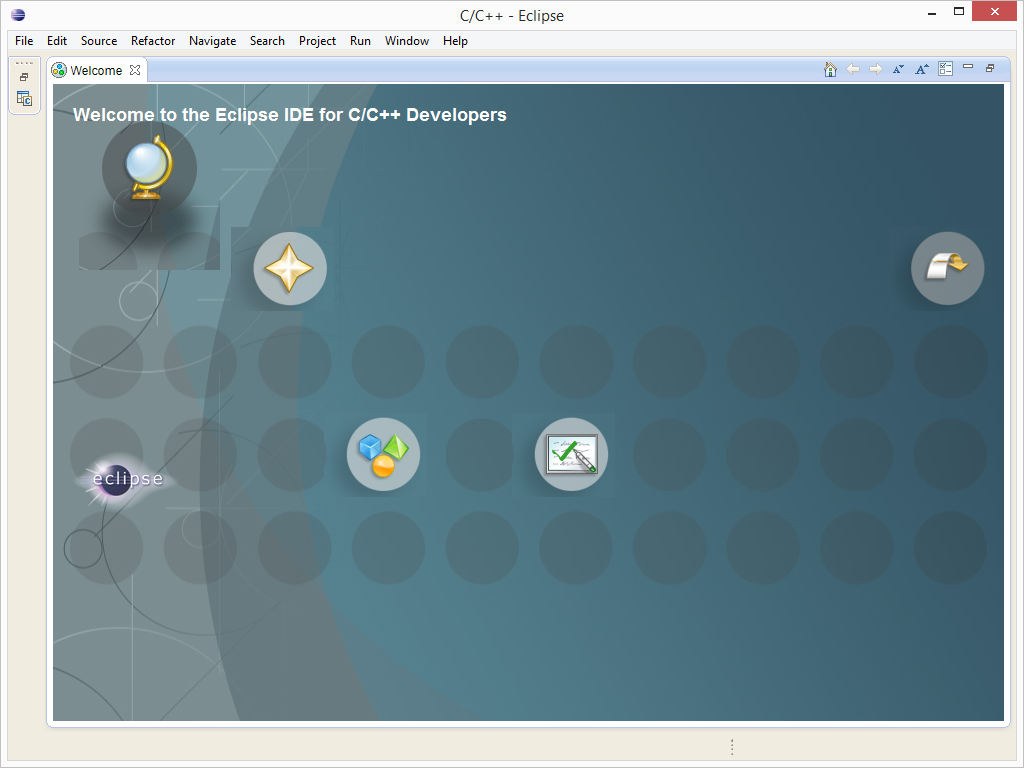 C/C++ - Eclipse
File Edit Source Refactor Navigate Search Project Run Window Help
Welcome
Welcome to the Eclipse IDE for C/C++ Developers
eclipse